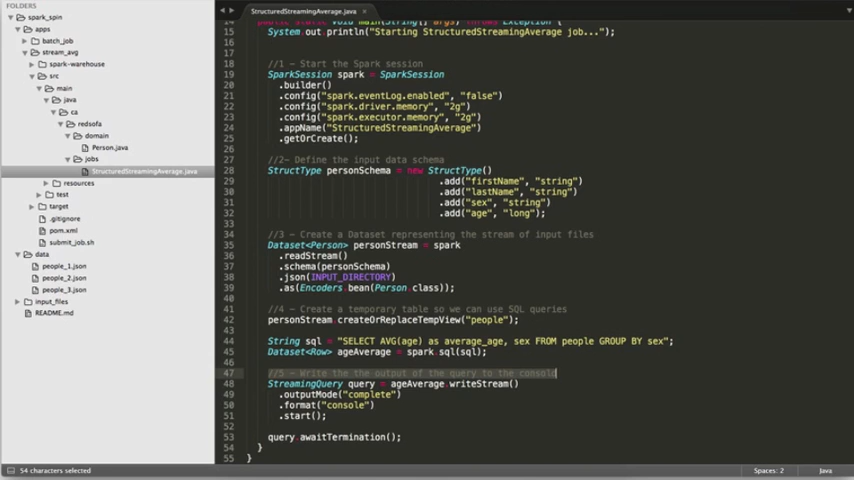 FOLDERS
spark_spin
apps
batch_job
stream_avg
spark-warehouse
src
main
java
ca
redsofa
domain
Person.java
jobs
StructuredStreamingAverage.java
resources
test
target
.gitignore
pom.xml
submit_job.sh
data
people_1.json
people_2.json
people_3.json
input_files
README.md
StructuredStreamingAverage.java ×
14 public static void main(String[] args) throws Exception {
15 System.out.println("Starting StructuredStreamingAverage job...");
16
17
18 //1 - Start the Spark session
19 SparkSession spark = SparkSession
20 .builder()
21 .config("spark.eventLog.enabled", "false")
22 .config("spark.driver.memory", "2g")
23 .config("spark.executor.memory", "2g")
24 .appName("StructuredStreamingAverage")
25 .getOrCreate();
26
27 //2- Define the input data schema
28 StructType personSchema = new StructType()
29 .add("firstName", "string")
30 .add("lastName", "string")
31 .add("sex", "string")
32 .add("age", "long");
33
34 //3 - Create a Dataset representing the stream of input files
35 Dataset<Person> personStream = spark
36 .readStream()
37 .schema(personSchema)
38 .json(INPUT_DIRECTORY)
39 .as(Encoders.bean(Person.class));
40
41 //4 - Create a temporary table so we can use SQL queries
42 personStream.createOrReplaceTempView("people");
43
44 String sql = "SELECT AVG(age) as average_age, sex FROM people GROUP BY sex";
45 Dataset<Row> ageAverage = spark.sql(sql);
46
47 //5 - Write the the output of the query to the console
48 StreamingQuery query = ageAverage.writeStream()
49 .outputMode("complete")
50 .format("console")
51 .start();
52
53 query.awaitTermination();
54 }
55 }
54 characters selected
Spaces: 2
Java